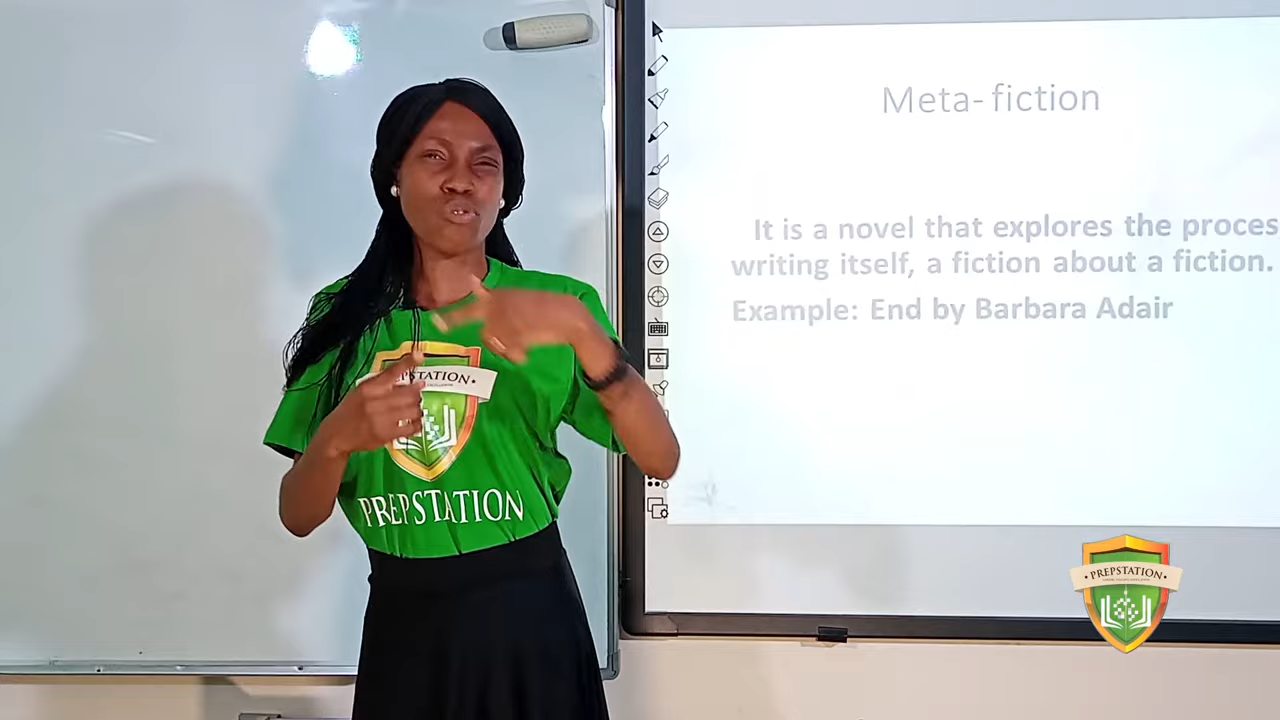 Meta-fiction
It is a novel that explores the proces
writing itself, a fiction about a fiction.
Example: End by Barbara Adair
PSTATION
PREPSTATION
• PREPSTATION •